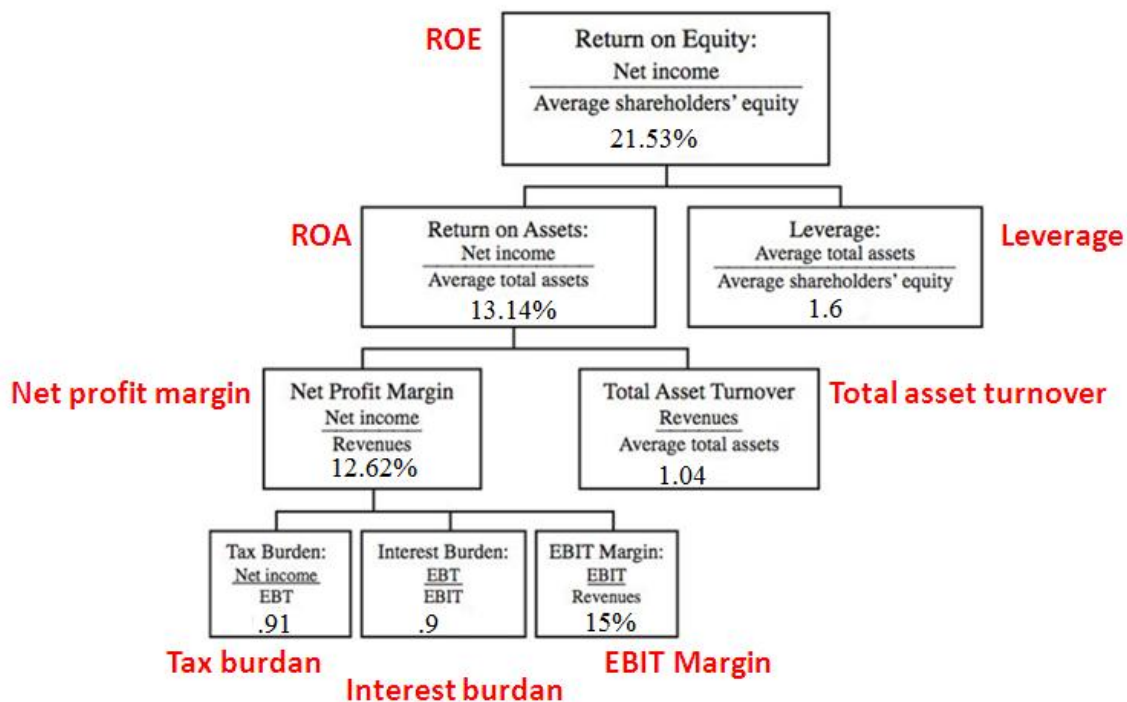 ROE
Return on Equity:
Net income
Average shareholders' equity
21.53%
ROA
Return on Assets:
Net income
Average total assets
13.14%
Leverage:
Average total assets
Average shareholders' equity
1.6
Leverage
Net profit margin
Net Profit Margin
Net income
Revenues
12.62%
Total Asset Turnover
Revenues
Average total assets
1.04
Total asset turnover
Tax Burden:
Net income
EBT
.91
Interest Burden:
EBT
EBIT
.9
EBIT Margin:
EBIT
Revenues
15%
Tax burdan
Interest burdan
EBIT Margin